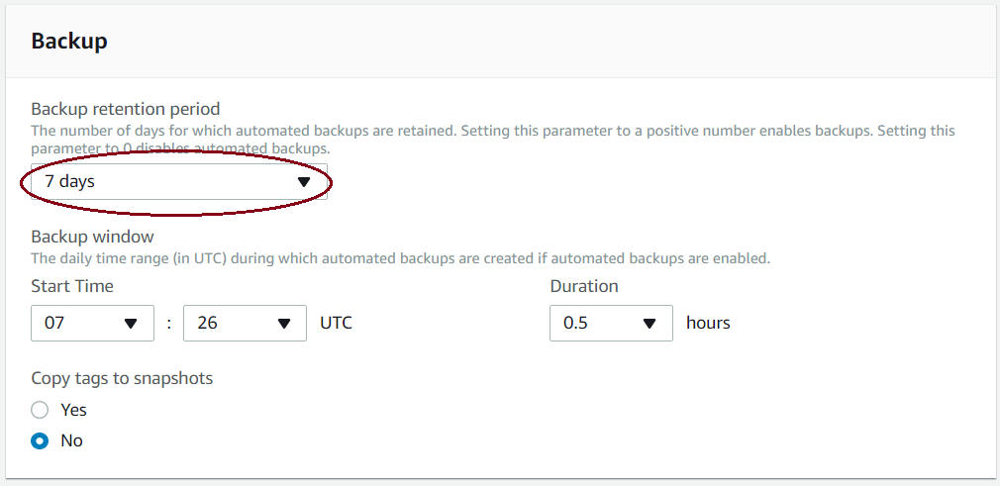 Backup
Backup retention period
The number of days for which automated backups are retained. Setting this parameter to a positive number enables backups. Setting this
parameter to 0 disables automated backups.
7 days
Backup window
The daily time range (in UTC) during which automated backups are created if automated backups are enabled.
Start Time Duration
07 : 26 UTC 0.5 hours
Copy tags to snapshots
Yes
No